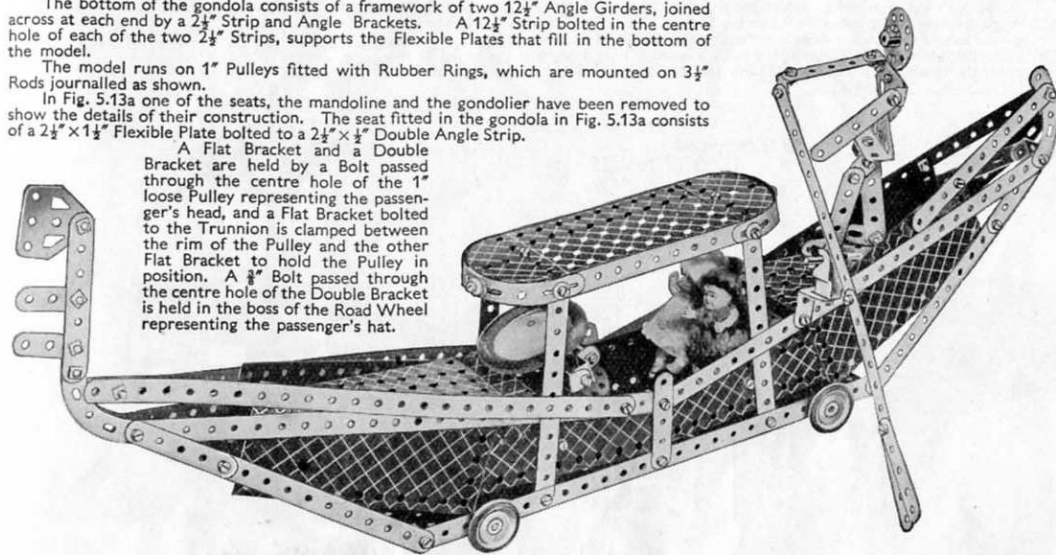 The bottom of the gondola consists of a framework of two 12½″ Angle Girders, joined
across at each end by a 2½″ Strip and Angle Brackets. A 12½″ Strip bolted in the centre
hole of each of the two 2½″ Strips, supports the Flexible Plates that fill in the bottom of
the model.
The model runs on 1″ Pulleys fitted with Rubber Rings, which are mounted on 3½″
Rods journalled as shown.
In Fig. 5.13a one of the seats, the mandoline and the gondolier have been removed to
show the details of their construction. The seat fitted in the gondola in Fig. 5.13a consists
of a 2½″ × 1½″ Flexible Plate bolted to a 2½″ × ½″ Double Angle Strip.
A Flat Bracket and a Double
Bracket are held by a Bolt passed
through the centre hole of the 1″
loose Pulley representing the passen-
ger's head, and a Flat Bracket bolted
to the Trunnion is clamped between
the rim of the Pulley and the other
Flat Bracket to hold the Pulley in
position. A ⅜″ Bolt passed through
the centre hole of the Double Bracket
is held in the boss of the Road Wheel
representing the passenger's hat.